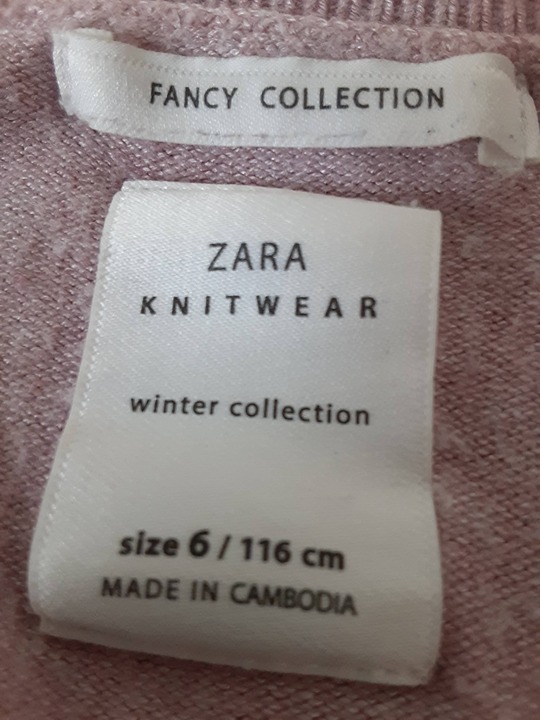 FANCY COLLECTION
ZARA
KNITWEAR
winter collection
size 6 / 116 cm
MADE IN CAMBODIA